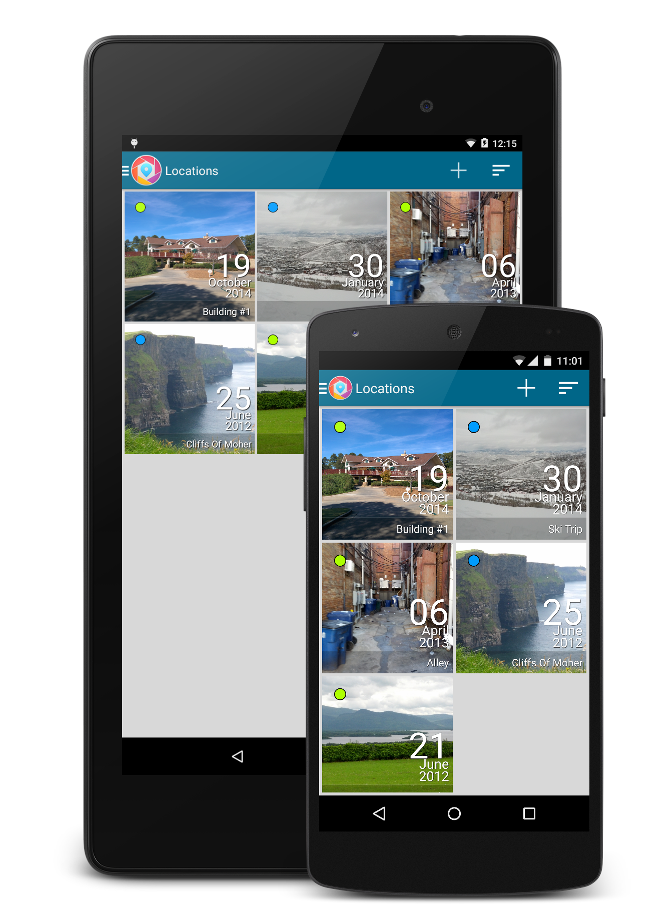 12:15
Locations
19
October
2014
Building #1
30
January
2014
06
April
2013
25
June
2012
Cliffs Of Moher
11:01
Locations
19
October
2014
Building #1
30
January
2014
Ski Trip
06
April
2013
Alley
25
June
2012
Cliffs Of Moher
21
June
2012